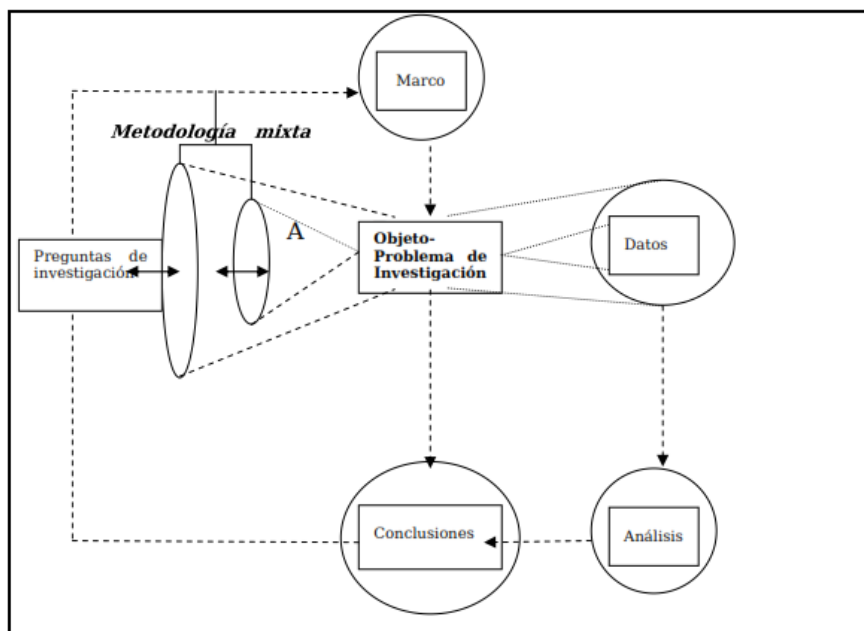 Marco
Metodología mixta
A
Preguntas de
investigación
Objeto-
Problema de
Investigación
Datos
Conclusiones
Análisis